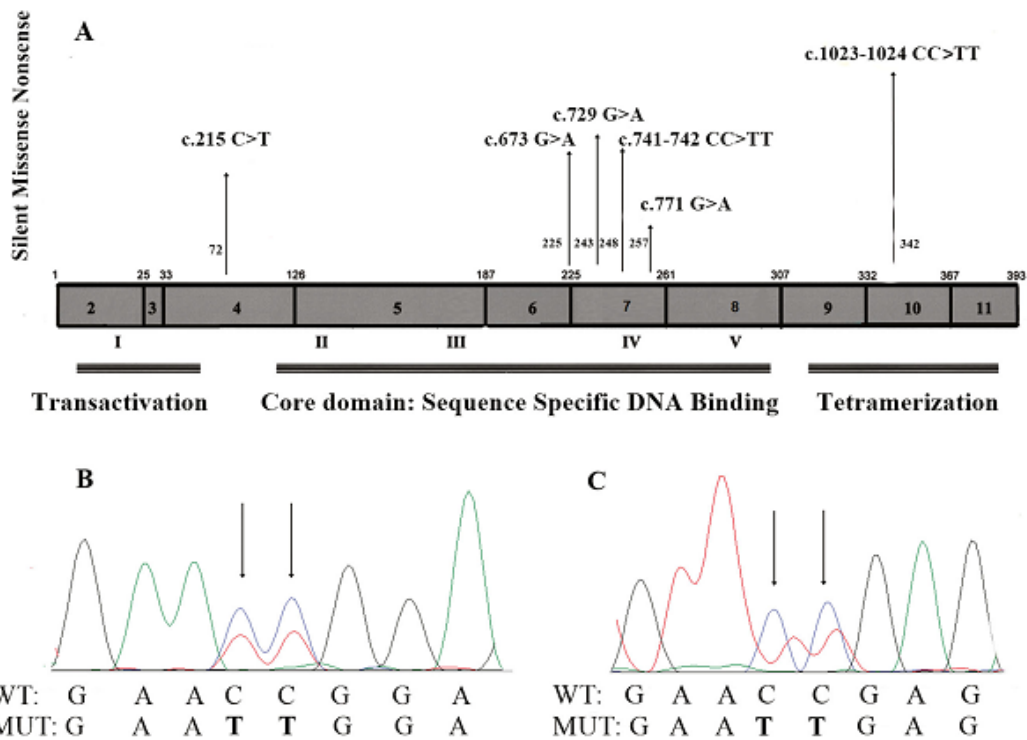 Silent Missense Nonsense
A
c.1023-1024 CC>TT
c.729 G>A
c.215 C>T
c.673 G>A
c.741-742 CC>TT
c.771 G>A
72
225
243
248
257
342
1 25 33 126 187 225 261 307 332 367 393
2 3 4 5 6 7 8 9 10 11
I II III IV V
Transactivation
Core domain: Sequence Specific DNA Binding
Tetramerization
B
WT: G A A C C G G A
MUT: G A A T T G G A
C
WT: G A A C C G A G
MUT: G A A T T G A G